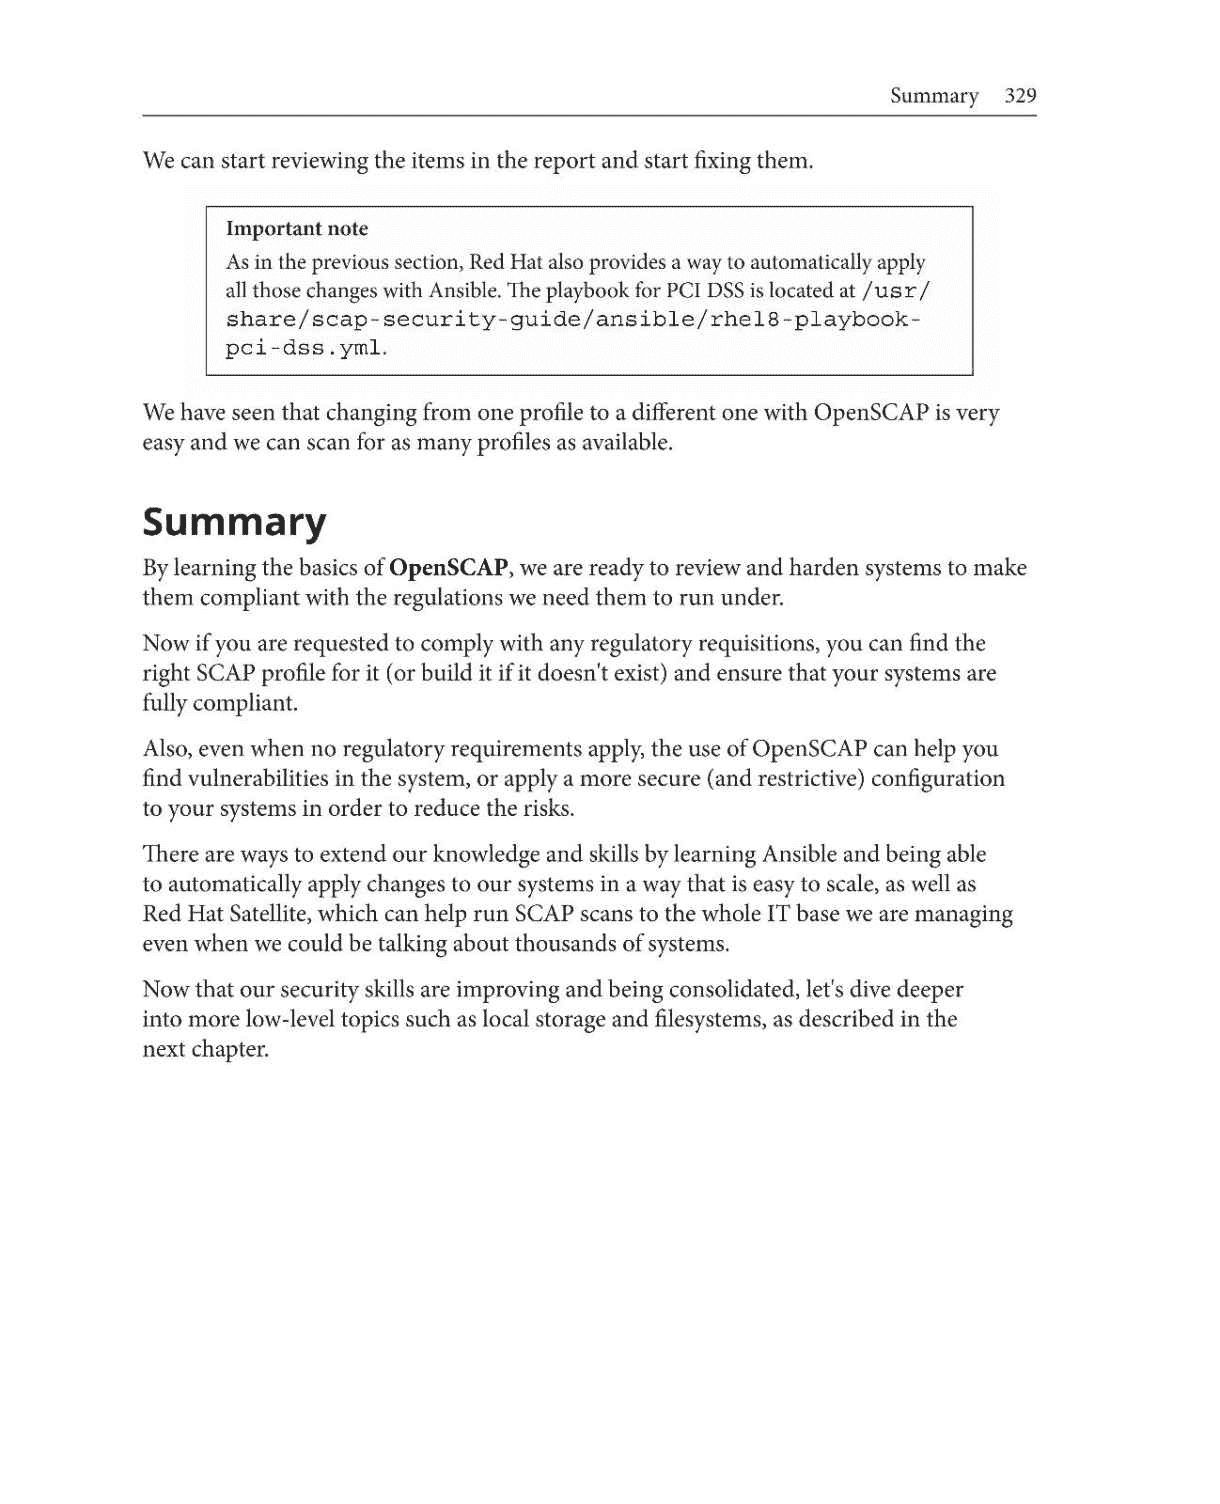 Summary 329
We can start reviewing the items in the report and start fixing them.
Important note
As in the previous section, Red Hat also provides a way to automatically apply
all those changes with Ansible. The playbook for PCI DSS is located at /usr/
share/scap-security-guide/ansible/rhel8-playbook-
pci-dss.yml.
We have seen that changing from one profile to a different one with OpenSCAP is very
easy and we can scan for as many profiles as available.
Summary
By learning the basics of OpenSCAP, we are ready to review and harden systems to make
them compliant with the regulations we need them to run under.
Now if you are requested to comply with any regulatory requisitions, you can find the
right SCAP profile for it (or build it if it doesn't exist) and ensure that your systems are
fully compliant.
Also, even when no regulatory requirements apply, the use of OpenSCAP can help you
find vulnerabilities in the system, or apply a more secure (and restrictive) configuration
to your systems in order to reduce the risks.
There are ways to extend our knowledge and skills by learning Ansible and being able
to automatically apply changes to our systems in a way that is easy to scale, as well as
Red Hat Satellite, which can help run SCAP scans to the whole IT base we are managing
even when we could be talking about thousands of systems.
Now that our security skills are improving and being consolidated, let's dive deeper
into more low-level topics such as local storage and filesystems, as described in the
next chapter.